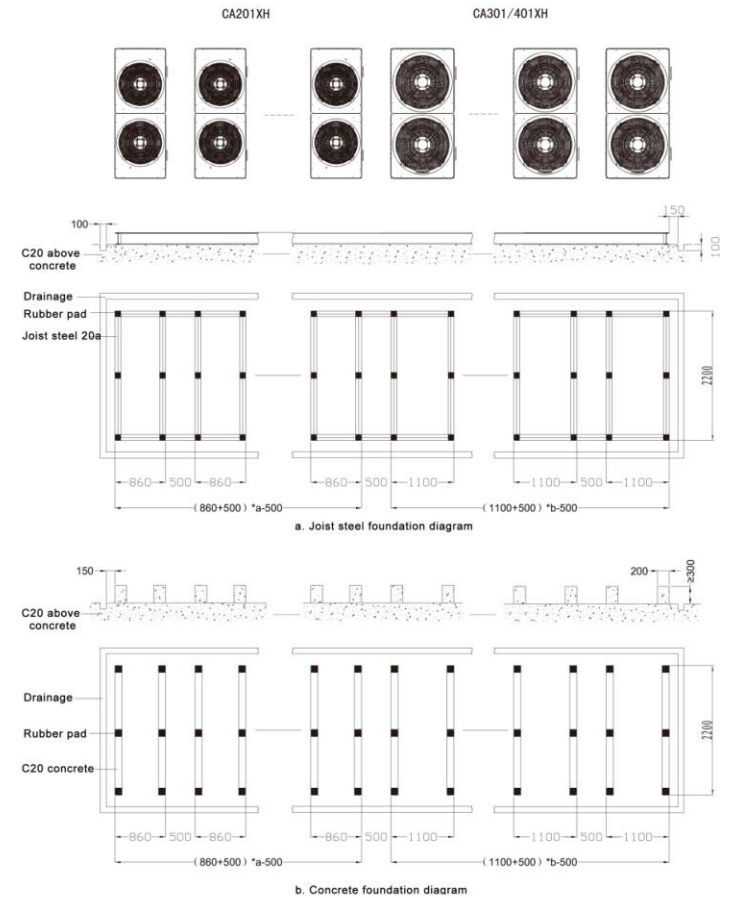 CA201XH CA301/401XH
150
100
100
C20 above
concrete
Drainage
Rubber pad
Joist steel 20a
2200
860 500 860 860 500 1100 1100 500 1100
(860+500) *a-500 (1100+500) *b-500
a. Joist steel foundation diagram
150 200 ≥300
C20 above
concrete
Drainage
Rubber pad
C20 concrete
2200
860 500 860 860 500 1100 1100 500 1100
(860+500) *a-500 (1100+500) *b-500
b. Concrete foundation diagram